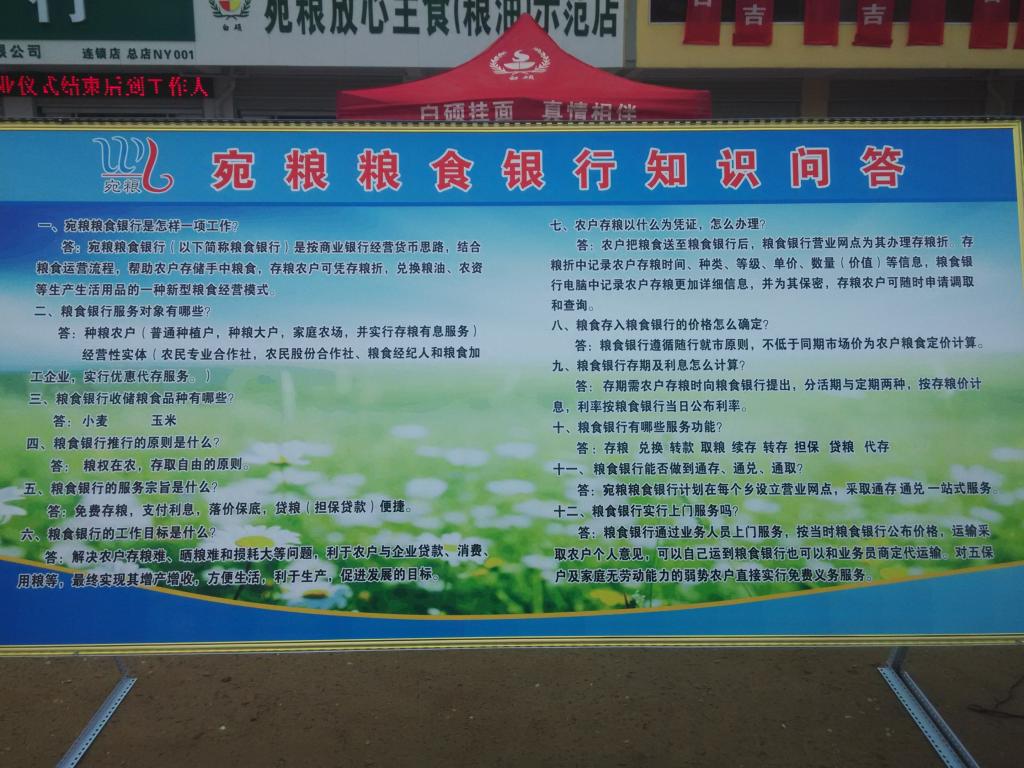 行
限公司
连锁店 总店NY001
宛粮放心主食(粮油)示范店
白硕
吉
吉
业仪式结束后到工作人
白硕挂面 真情相伴
宛粮
宛粮粮食银行知识问答
一、宛粮粮食银行是怎样一项工作?
答：宛粮粮食银行（以下简称粮食银行）是按商业银行经营货币思路，结合
粮食运营流程，帮助农户存储手中粮食，存粮农户可凭存粮折，兑换粮油、农资
等生产生活用品的一种新型粮食经营模式。
二、粮食银行服务对象有哪些?
答：种粮农户（普通种植户，种粮大户，家庭农场，并实行存粮有息服务）
经营性实体（农民专业合作社，农民股份合作社、粮食经纪人和粮食加
工企业，实行优惠代存服务。）
三、粮食银行收储粮食品种有哪些?
答：小麦 玉米
四、粮食银行推行的原则是什么?
答： 粮权在农，存取自由的原则。
五、粮食银行的服务宗旨是什么?
答：免费存粮，支付利息，落价保底，贷粮（担保贷款）便捷。
六、粮食银行的工作目标是什么?
答：解决农户存粮难、晒粮难和损耗大等问题，利于农户与企业贷款、消费、
用粮等，最终实现其增产增收，方便生活，利于生产，促进发展的目标。
七、农户存粮以什么为凭证，怎么办理?
答：农户把粮食送至粮食银行后，粮食银行营业网点为其办理存粮折。存
粮折中记录农户存粮时间、种类、等级、单价、数量（价值）等信息，粮食银
行电脑中记录农户存粮更加详细信息，并为其保密，存粮农户可随时申请调取
和查询。
八、粮食存入粮食银行的价格怎么确定?
答：粮食银行遵循随行就市原则，不低于同期市场价为农户粮食定价计算。
九、粮食银行存期及利息怎么计算?
答：存期需农户存粮时向粮食银行提出，分活期与定期两种，按存粮价计
息，利率按粮食银行当日公布利率。
十、粮食银行有哪些服务功能?
答：存粮 兑换 转款 取粮 续存 转存 担保 贷粮 代存
十一、粮食银行能否做到通存、通兑、通取?
答：宛粮粮食银行计划在每个乡设立营业网点，采取通存通兑一站式服务。
十二、粮食银行实行上门服务吗?
答：粮食银行通过业务人员上门服务，按当时粮食银行公布价格，运输采
取农户个人意见，可以自己运到粮食银行也可以和业务员商定代运输。对五保
户及家庭无劳动能力的弱势农户直接实行免费义务服务。